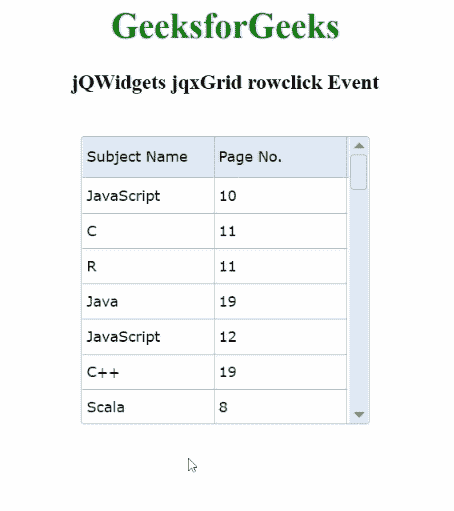 GeeksforGeeks
jQWidgets jqxGrid rowclick Event
Subject Name Page No.
JavaScript 10
C 11
R 11
Java 19
JavaScript 12
C++ 19
Scala 8